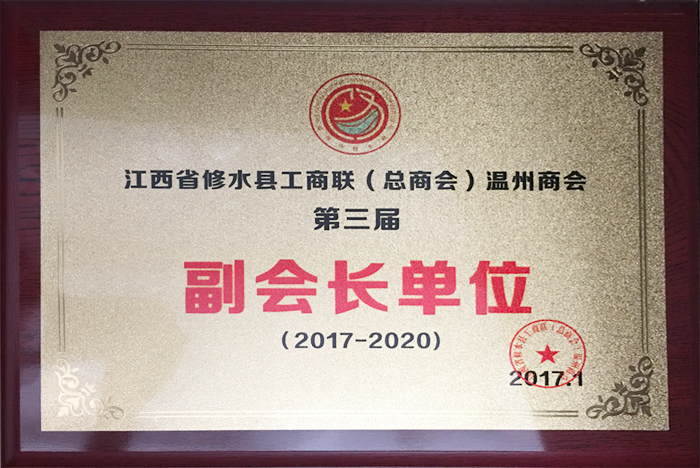 江西省修水县工商联（总商会）温州商会
第三届
副会长单位
（2017-2020）
2017.1